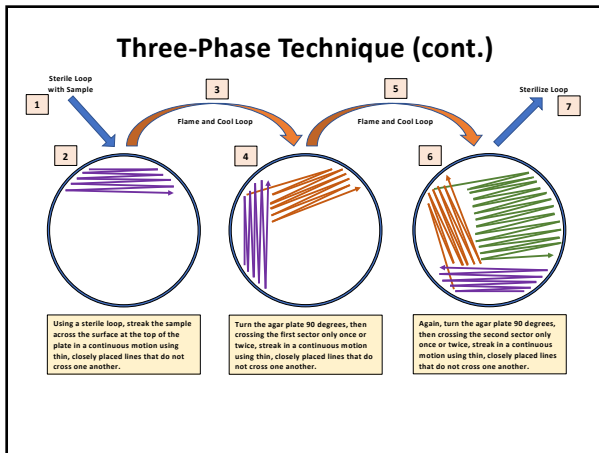 Three-Phase Technique (cont.)
Sterile Loop
with Sample
1
2
3
Flame and Cool Loop
4
5
Flame and Cool Loop
6
Sterilize Loop
7
Using a sterile loop, streak the sample
across the surface at the top of the
plate in a continuous motion using
thin, closely placed lines that do not
cross one another.
Turn the agar plate 90 degrees, then
crossing the first sector only once or
twice, streak in a continuous motion
using thin, closely placed lines that do
not cross one another.
Again, turn the agar plate 90 degrees,
then crossing the second sector only
once or twice, streak in a continuous
motion using thin, closely placed lines
that do not cross one another.